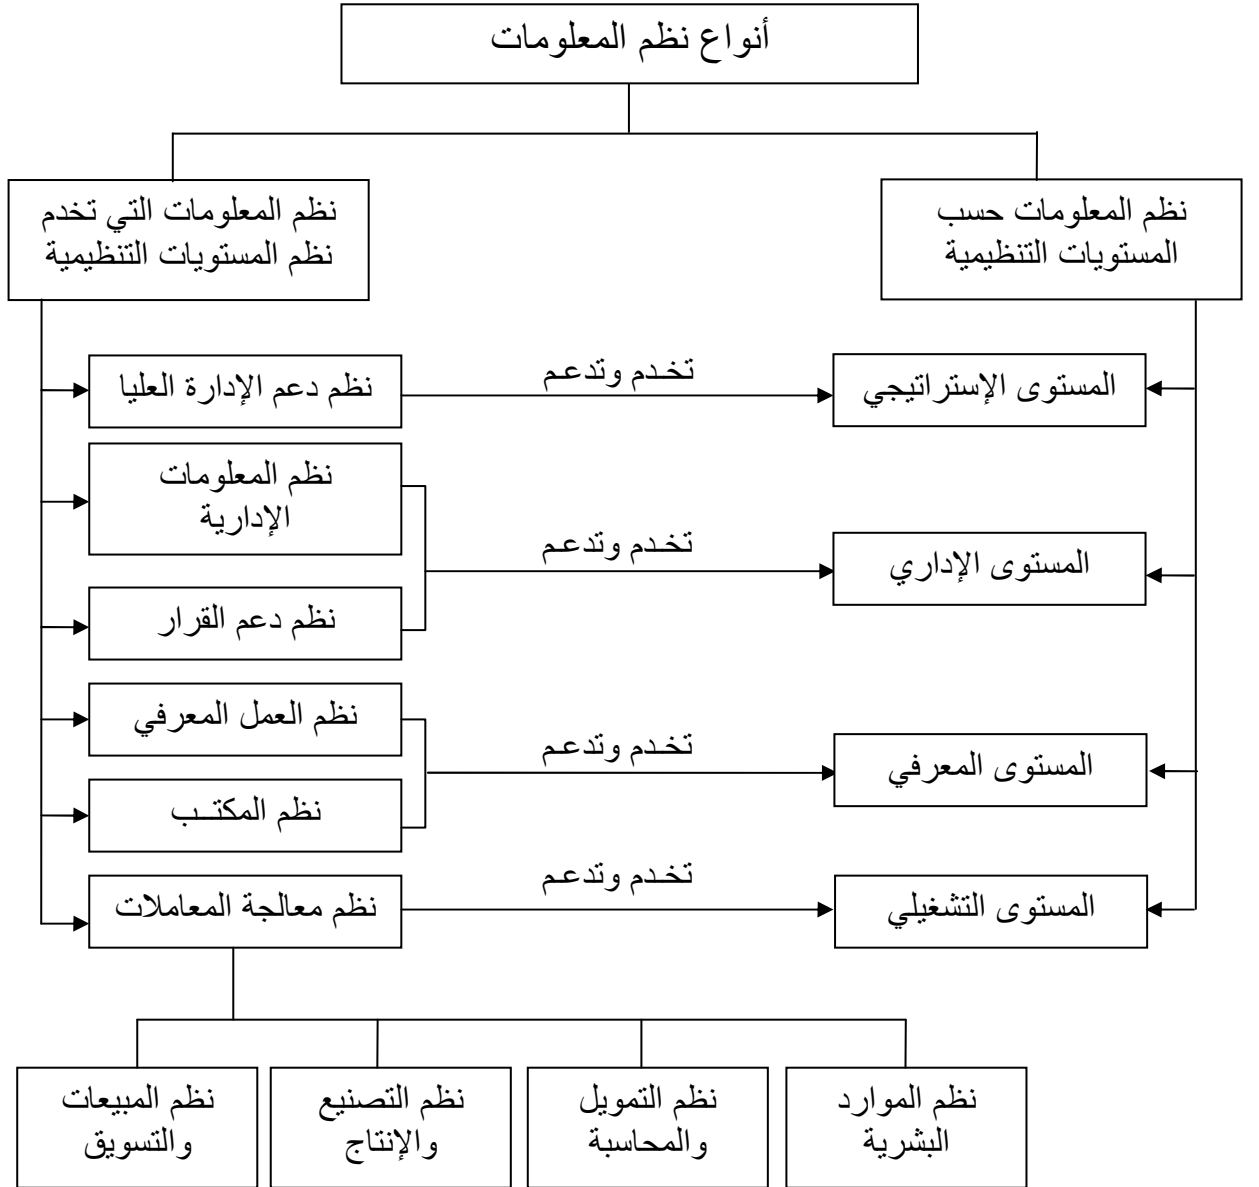 أنواع نظم المعلومات
نظم المعلومات حسب
المستويات التنظيمية
نظم المعلومات التي تخدم
نظم المستويات التنظيمية
المستوى الإستراتيجي
تخدم وتدعم
نظم دعم الإدارة العليا
نظم المعلومات
الإدارية
المستوى الإداري
تخدم وتدعم
نظم دعم القرار
نظم العمل المعرفي
المستوى المعرفي
تخدم وتدعم
نظم المكتــب
المستوى التشغيلي
تخدم وتدعم
نظم معالجة المعاملات
نظم الموارد
البشرية
نظم التمويل
والمحاسبة
نظم التصنيع
والإنتاج
نظم المبيعات
والتسويق